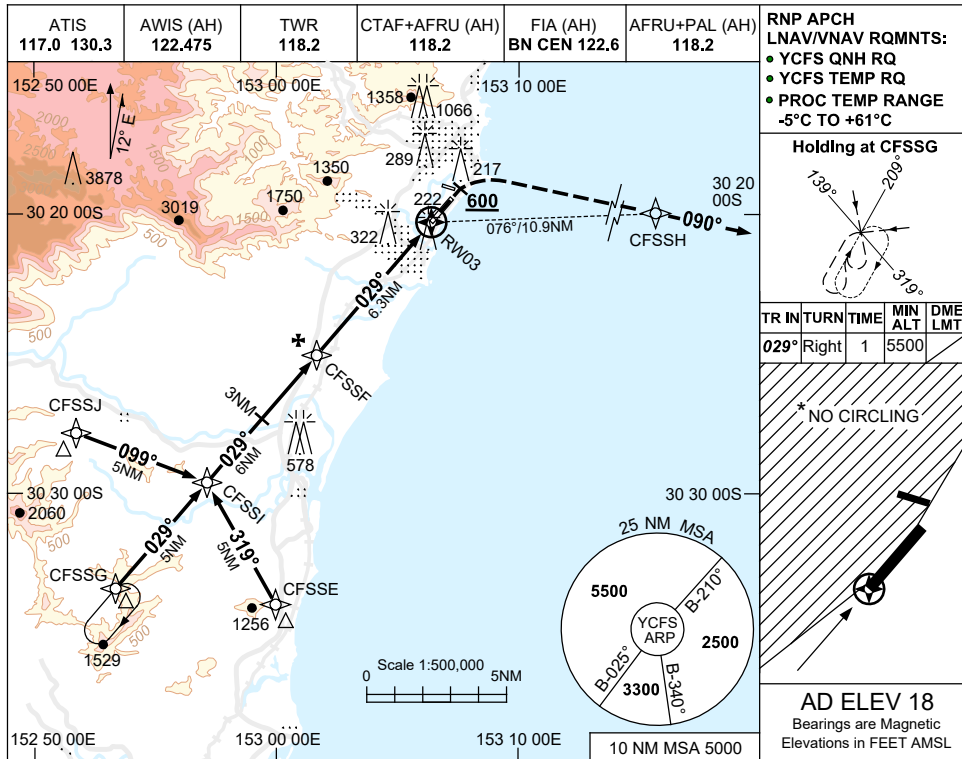 ATIS
117.0 130.3
AWIS (AH)
122.475
TWR
118.2
CTAF+AFRU (AH)
118.2
FIA (AH)
BN CEN 122.6
AFRU+PAL (AH)
118.2
RNP APCH
LNAV/VNAV RQMNTS:
• YCFS QNH RQ
• YCFS TEMP RQ
• PROC TEMP RANGE
-5°C TO +61°C
152 50 00E
153 00 00E
153 10 00E
12° E
2000
1000
1500
500
1358
1066
289
217
1350
1750
3878
3019
222
322
600
30 20 00S
30 20
00S
RW03
076°/10.9NM
CFSSH
090°
029°
6.3NM
CFSSF
3NM
029°
6NM
CFSSJ
099°
5NM
578
CFSSI
30 30 00S
30 30 00S
2060
500
029°
5NM
319°
5NM
CFSSG
CFSSE
1256
1529
500
25 NM MSA
5500
B-210°
YCFS
ARP
2500
B-025°
3300
B-340°
Scale 1:500,000
0
5NM
152 50 00E
153 00 00E
153 10 00E
10 NM MSA 5000
Holding at CFSSG
139°
209°
319°
TR IN
TURN
TIME
MIN
ALT
DME
LMT
029°
Right
1
5500
* NO CIRCLING
AD ELEV 18
Bearings are Magnetic
Elevations in FEET AMSL